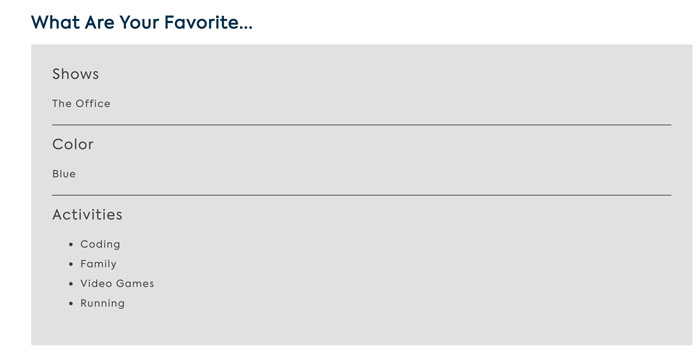 What Are Your Favorite...
Shows
The Office
Color
Blue
Activities
Coding
Family
Video Games
Running